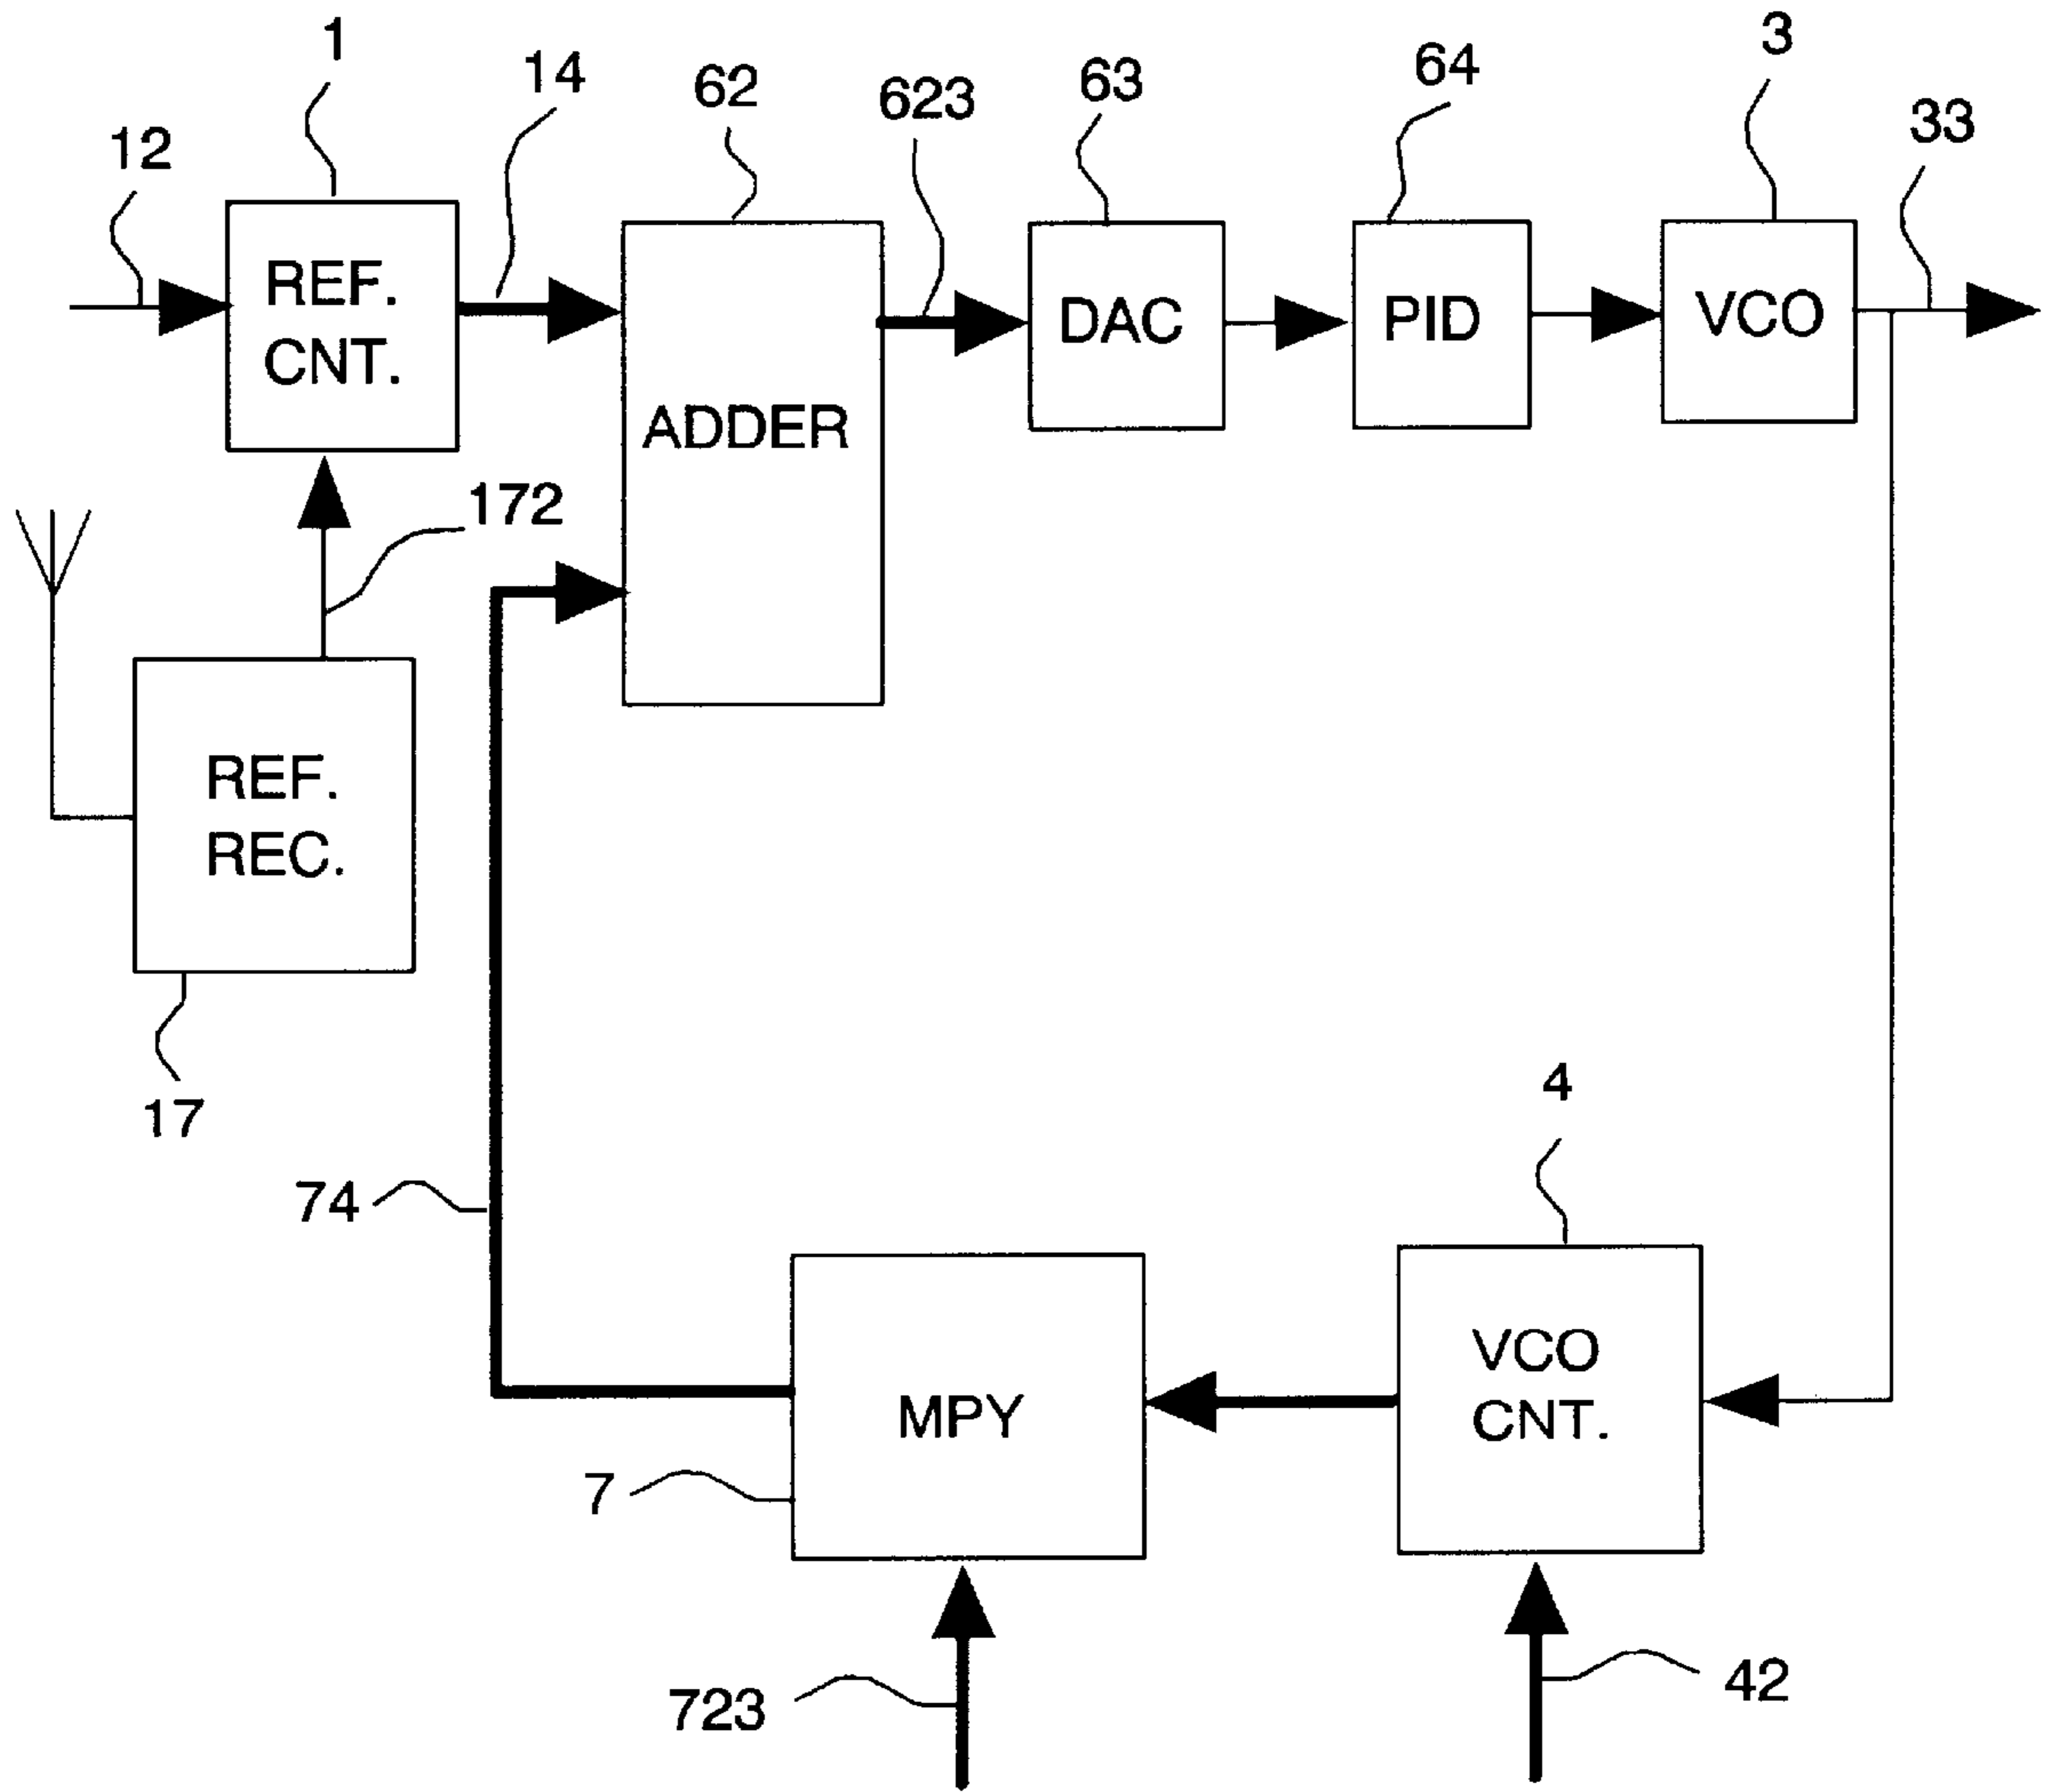 1
14
62
623
63
64
3
33
12
REF.
CNT.
ADDER
DAC
PID
VCO
172
REF.
REC.
17
74
4
MPY
VCO
CNT.
7
723
42